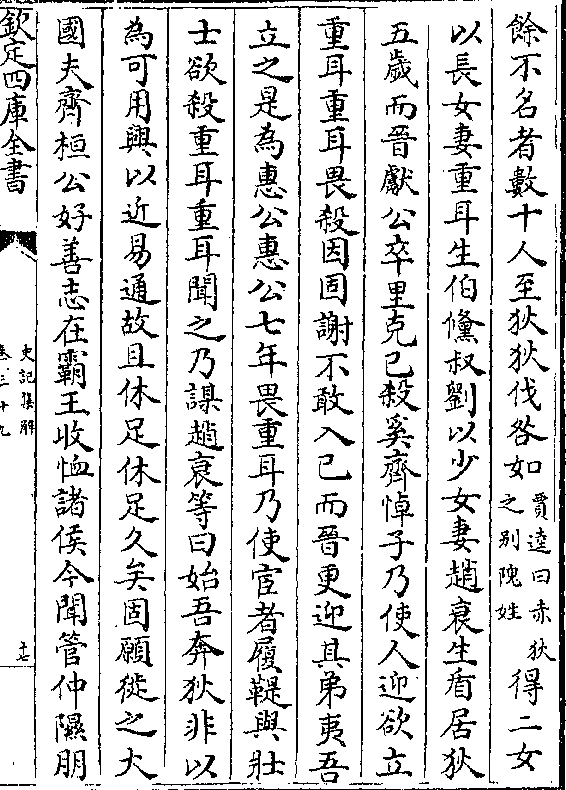 餘不名者數十人至狄狄伐咎如賈逵曰赤狄之别隗姓得二女
以長女妻重耳生伯儵叔劉以少女妻趙衰生盾居狄
五歲而晉獻公卒里克已殺奚齊悼子乃使人迎欲立
重耳重耳畏殺因固謝不敢入已而晉更迎其弟夷吾
立之是為惠公惠公七年畏重耳乃使宦者履鞮與壯
士欲殺重耳重耳聞之乃謀趙衰等曰始吾奔狄非以
為可用與以近易通故且休足休足久矣固願徙之大
國夫齊桓公好善志在霸王收恤諸侯今聞管仲隰朋
欽定四庫全書
史記集解
卷三十九
十七